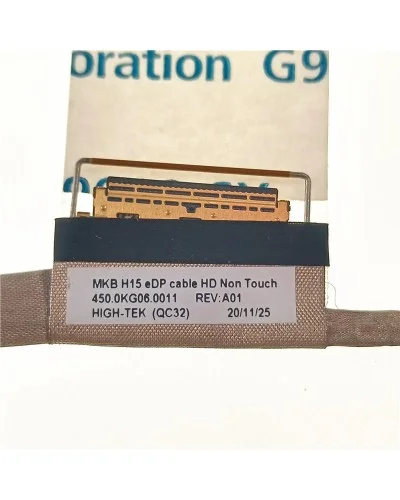 oration G9
MKB H15 eDP cable HD Non Touch
450.0KG06.0011 REV:A01
HIGH-TEK (QC32) 20/11/25